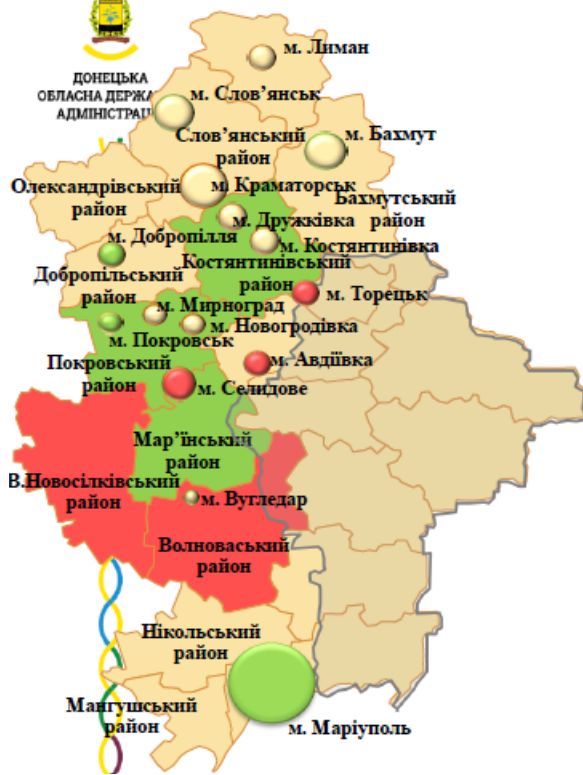 ДОНЕЦЬКА
ОБЛАСНА ДЕРЖА
АДМІНІСТРАЦІ
м. Лиман
м. Слов’янськ
Слов’янський
район
м. Бахмут
Олександрівський
район
м. Краматорськ
Бахмутський
район
м. Дружківка
м. Добропілля
м. Костянтинівка
Костянтинівський
район
Добропільський
район
м. Торецьк
м. Мирноград
м. Новогродівка
м. Покровськ
Покровський
район
м. Авдіївка
м. Селидове
Мар’їнський
район
В.Новосілківський
район
м. Вугледар
Волноваський
район
Нікольський
район
Мангушський
район
м. Маріуполь